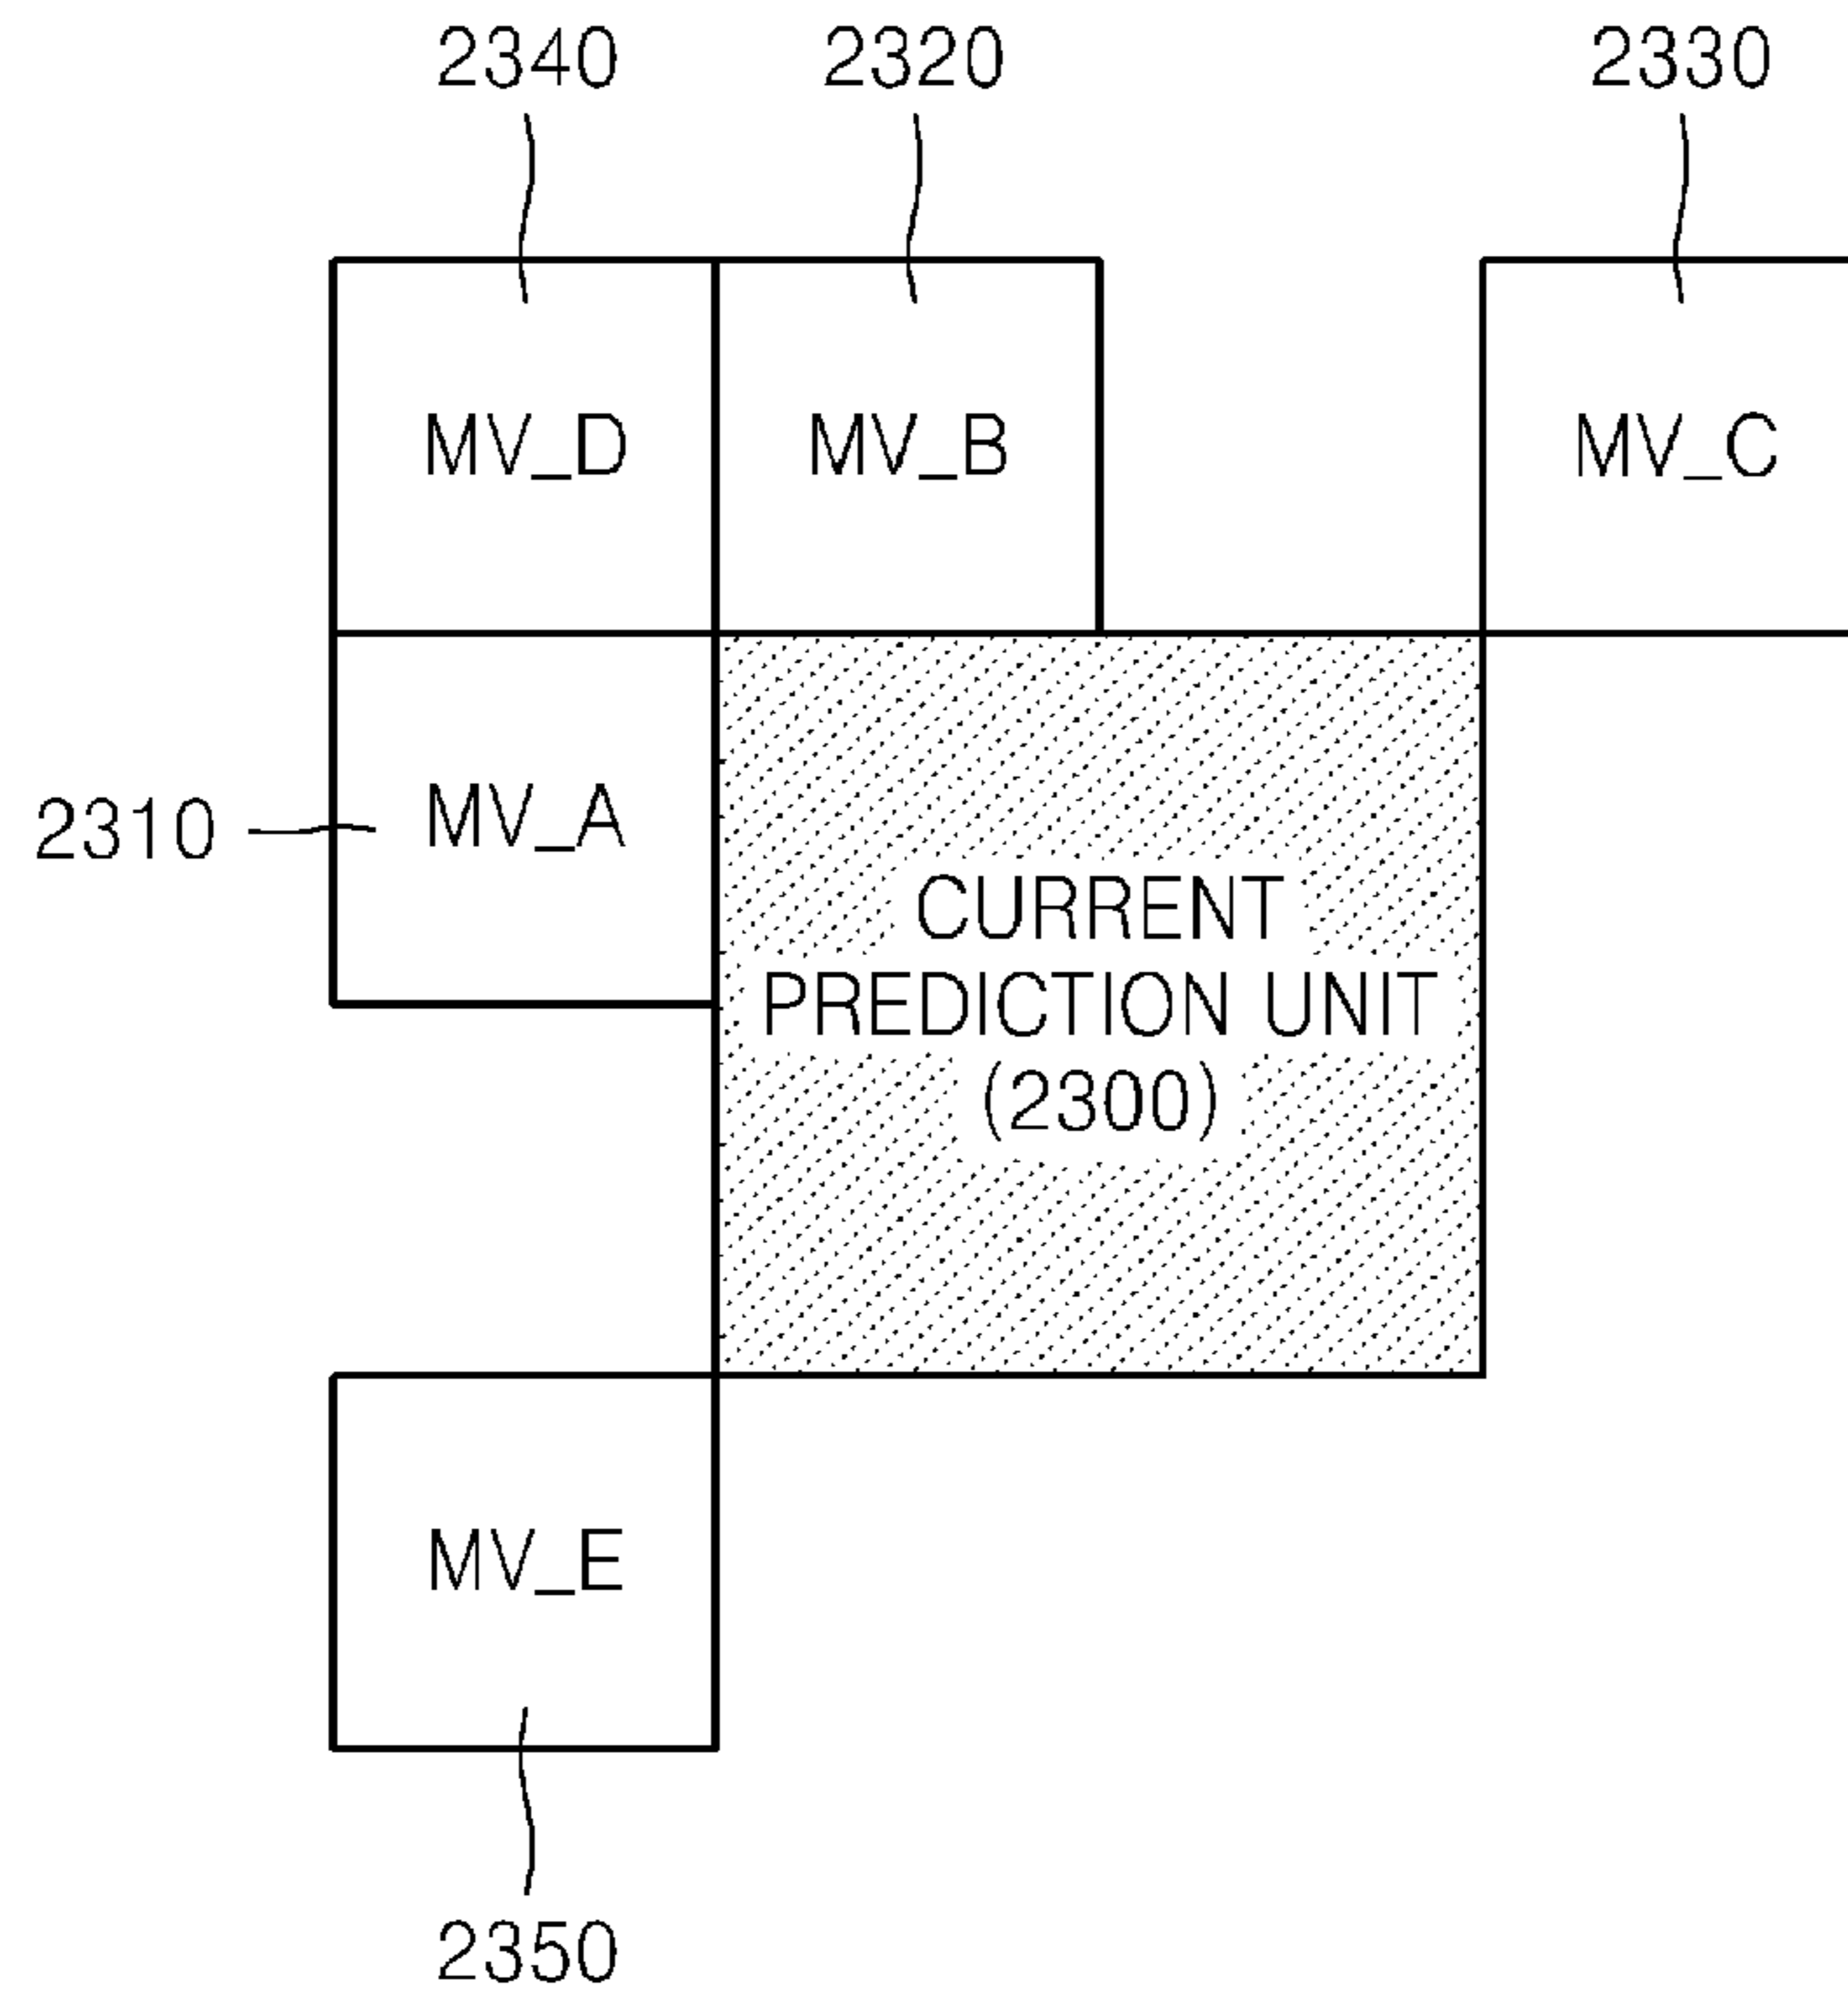 2340 2320 2330
MV_D MV_B MV_C
2310 MV_A
CURRENT
PREDICTION UNIT
(2300)
MV_E
2350